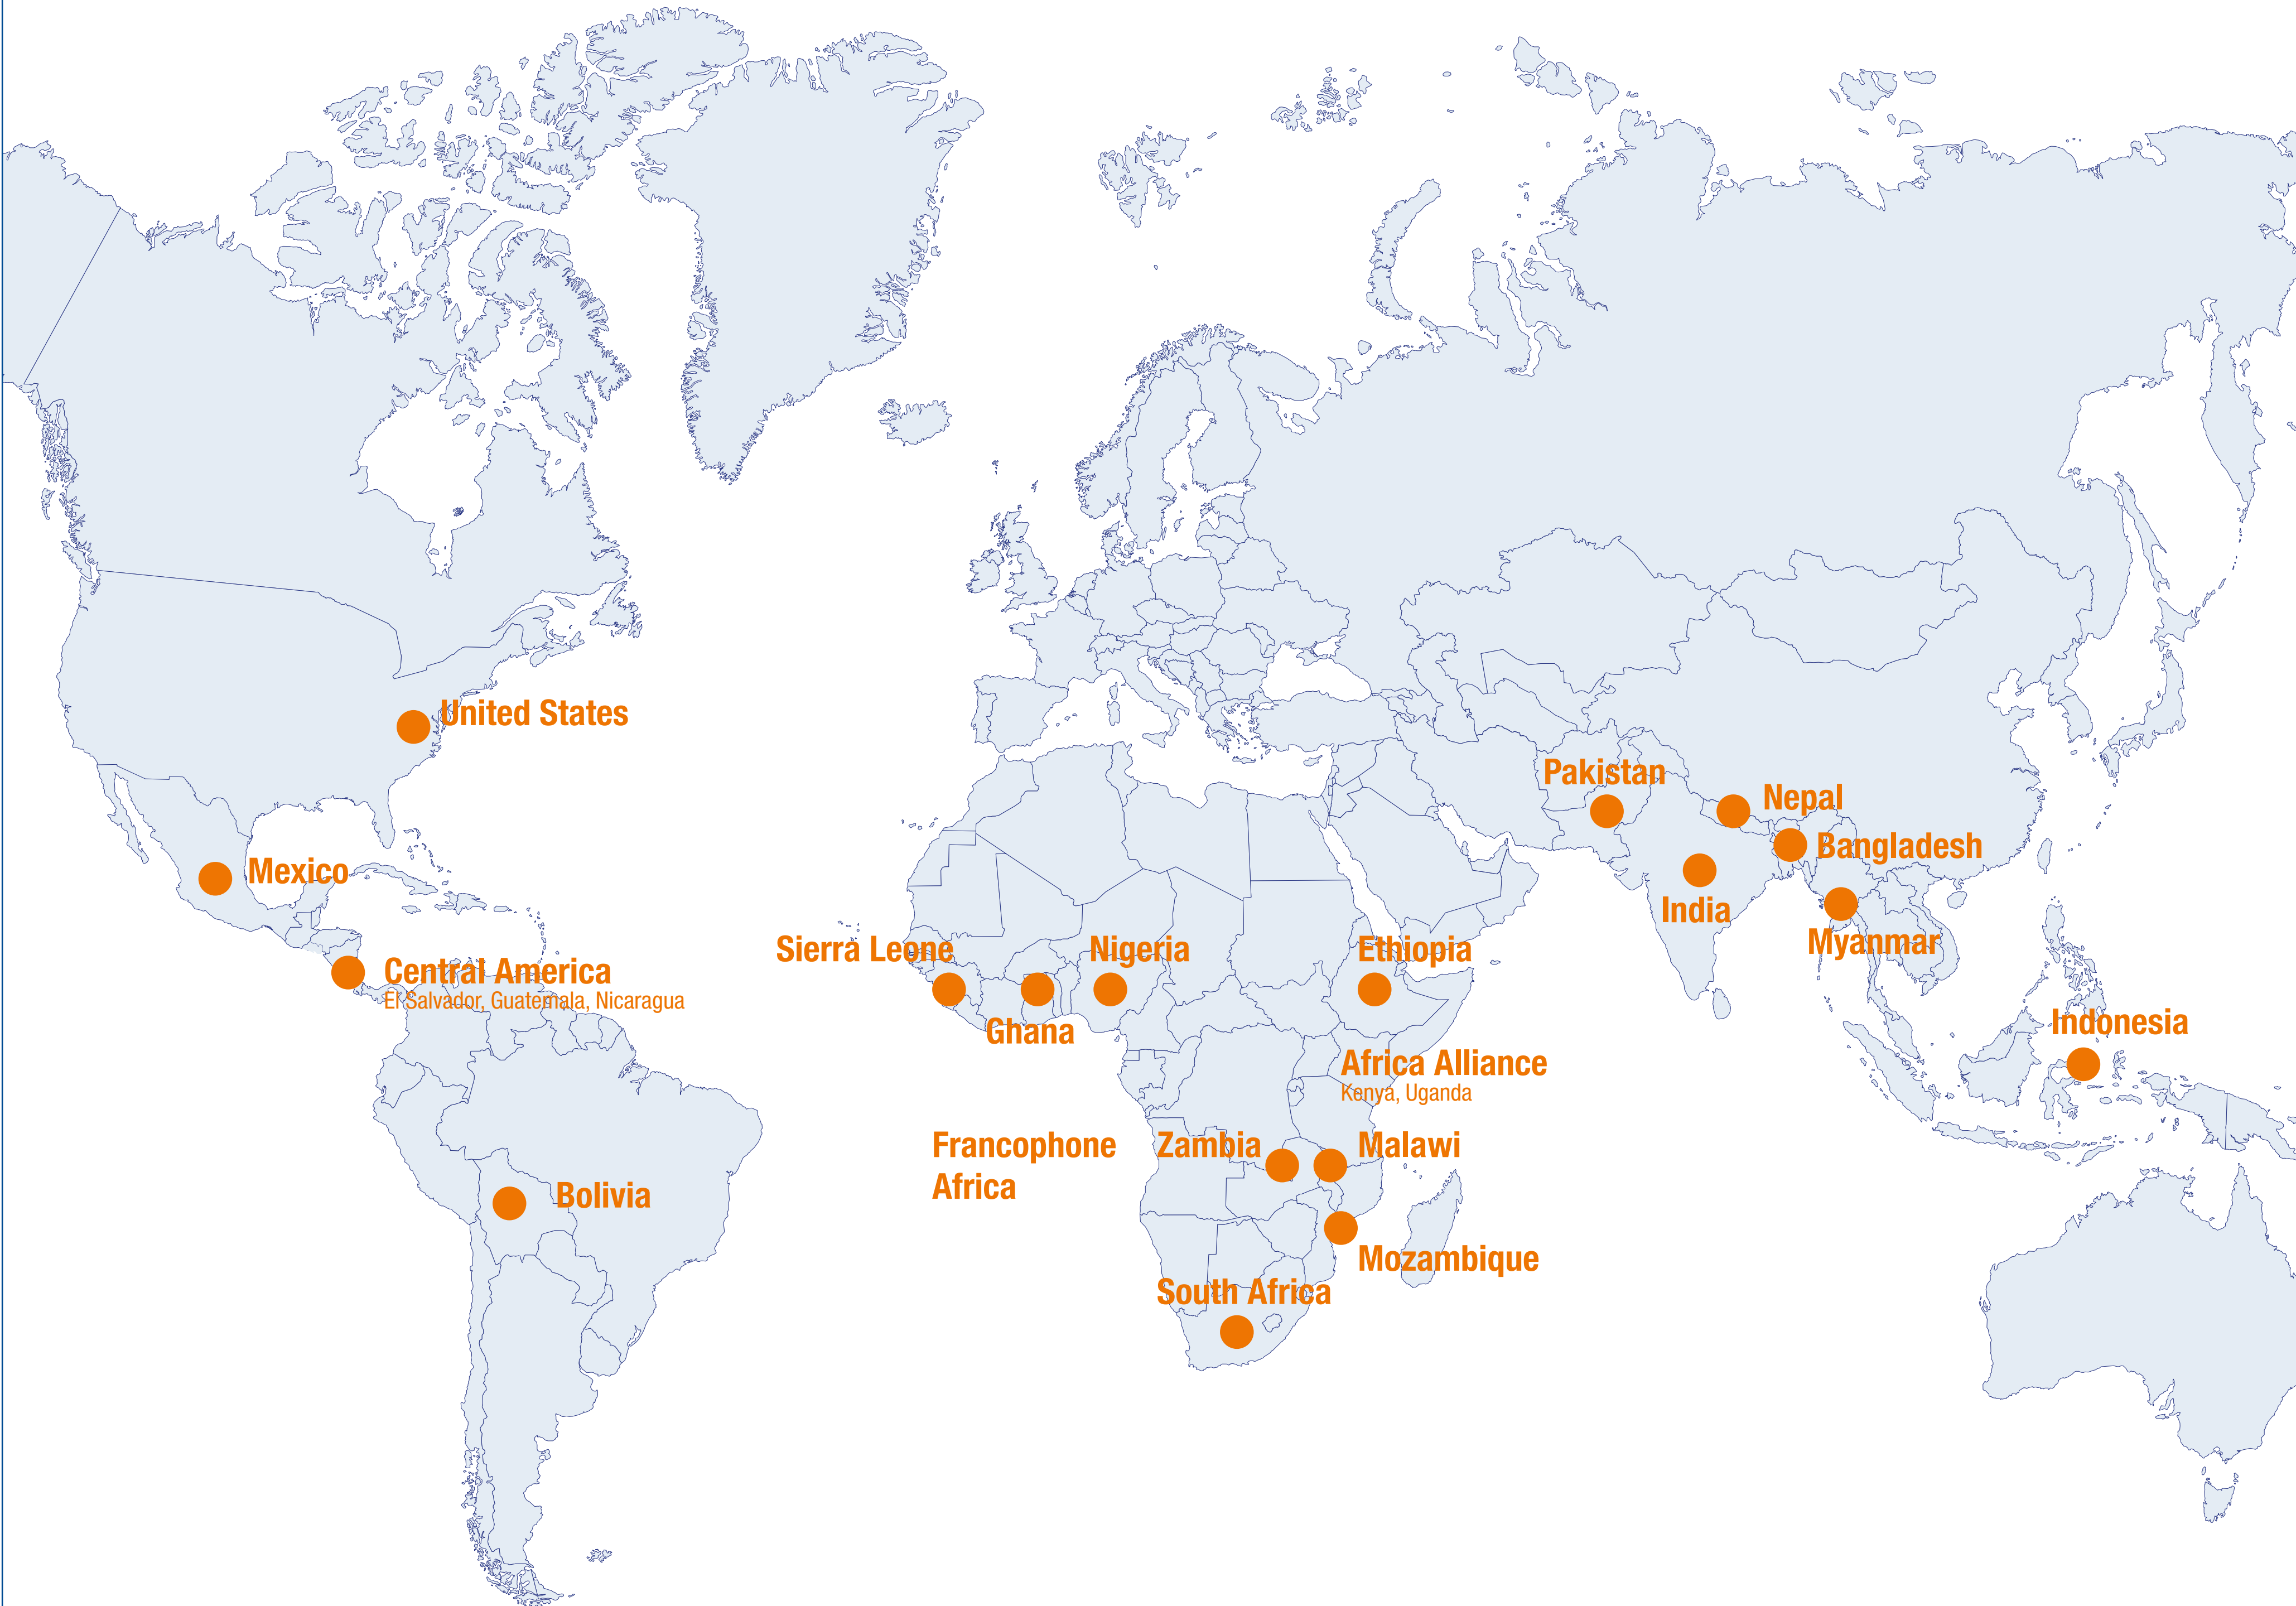 United States
Mexico
Central America
El Salvador, Guatemala, Nicaragua
Bolivia
Sierra Leone
Nigeria
Ethiopia
Ghana
Africa Alliance
Kenya, Uganda
Francophone
Africa
Zambia
Malawi
Mozambique
South Africa
Pakistan
Nepal
Bangladesh
India
Myanmar
Indonesia